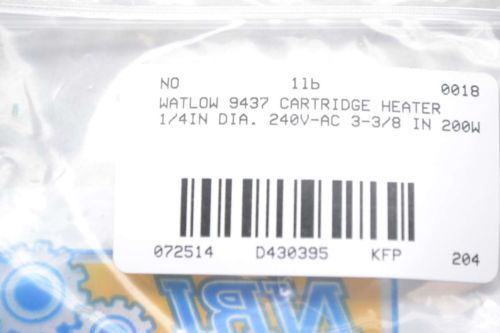 NO 1lb 0018
WATLOW 9437 CARTRIDGE HEATER
1/4IN DIA. 240V-AC 3-3/8 IN 200W
072514 D430395 KFP 204
NRI